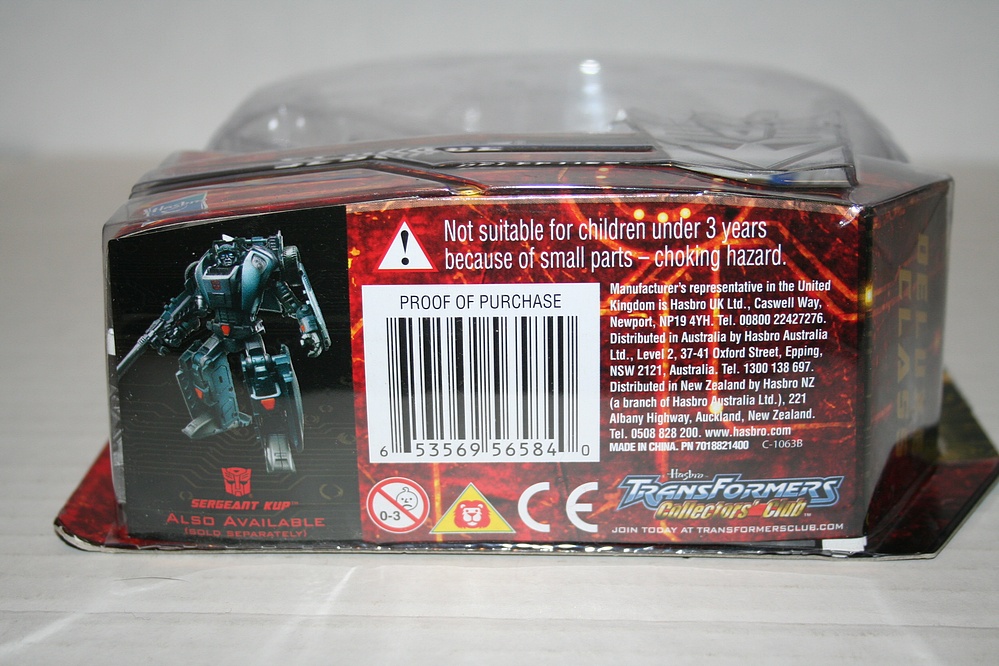 Hasbro
Not suitable for children under 3 years
because of small parts – choking hazard.
PROOF OF PURCHASE
6 53569 56584 0
Manufacturer's representative in the United
Kingdom is Hasbro UK Ltd., Caswell Way,
Newport, NP19 4YH. Tel. 00800 22427276.
Distributed in Australia by Hasbro Australia
Ltd., Level 2, 37-41 Oxford Street, Epping,
NSW 2121, Australia. Tel. 1300 138 697.
Distributed in New Zealand by Hasbro NZ
(a branch of Hasbro Australia Ltd.), 221
Albany Highway, Auckland, New Zealand.
Tel. 0508 828 200. www.hasbro.com
MADE IN CHINA. PN 7018821400 C-1063B
SERGEANT KUP™
ALSO AVAILABLE
(SOLD SEPARATELY)
0-3
CE
Hasbro
TRANSFORMERS
Collectors' Club™
JOIN TODAY AT TRANSFORMERSCLUB.COM
DELUXE
CLASS